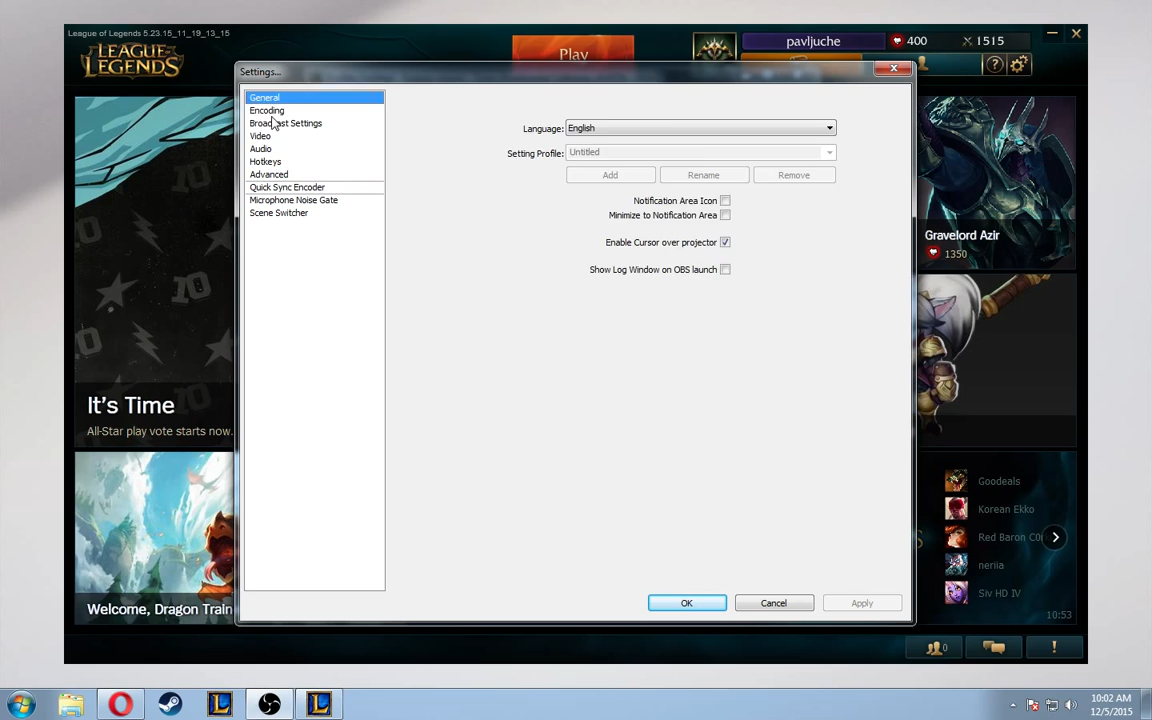 League of Legends 5.23.15_11_19_13_15
LEAGUE
LEGENDS
Play
pavljuche
400
1515
?
Settings...
General
Encoding
Broadcast Settings
Video
Audio
Hotkeys
Advanced
Quick Sync Encoder
Microphone Noise Gate
Scene Switcher
Language: English
Setting Profile: Untitled
Add Rename Remove
Notification Area Icon
Minimize to Notification Area
Enable Cursor over projector
Show Log Window on OBS launch
OK Cancel Apply
It's Time
All-Star play vote starts now.
Welcome, Dragon Train
Gravelord Azir
1350
Goodeals
Korean Ekko
Red Baron
neriia
Siv HD IV
10:53
0
!
10:02 AM
12/5/2015